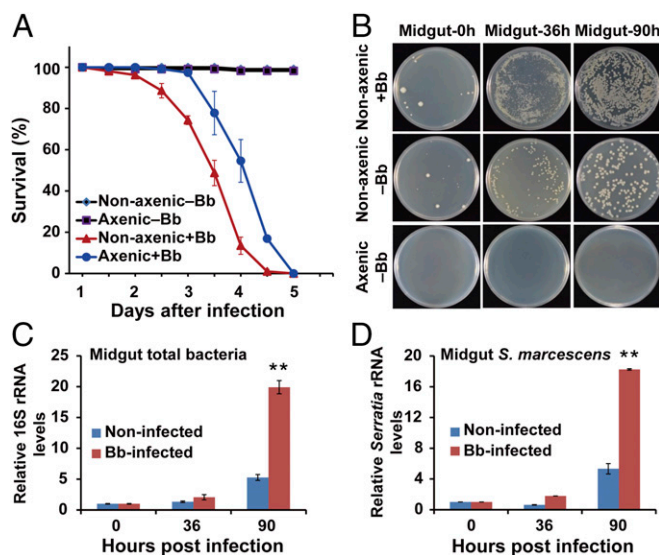 A
Survival (%)
100
80
60
40
20
0
Non-axenic–Bb
Axenic–Bb
Non-axenic+Bb
Axenic+Bb
1 2 3 4 5
Days after infection
B
Midgut-0h Midgut-36h Midgut-90h
Non-axenic
+Bb
Non-axenic
–Bb
Axenic
–Bb
C
Midgut total bacteria
Relative 16S rRNA
levels
25
20
15
10
5
0
**
Non-infected
Bb-infected
0 36 90
Hours post infection
D
Midgut S. marcescens
Relative Serratia rRNA
levels
20
16
12
8
4
0
**
Non-infected
Bb-infected
0 36 90
Hours post infection